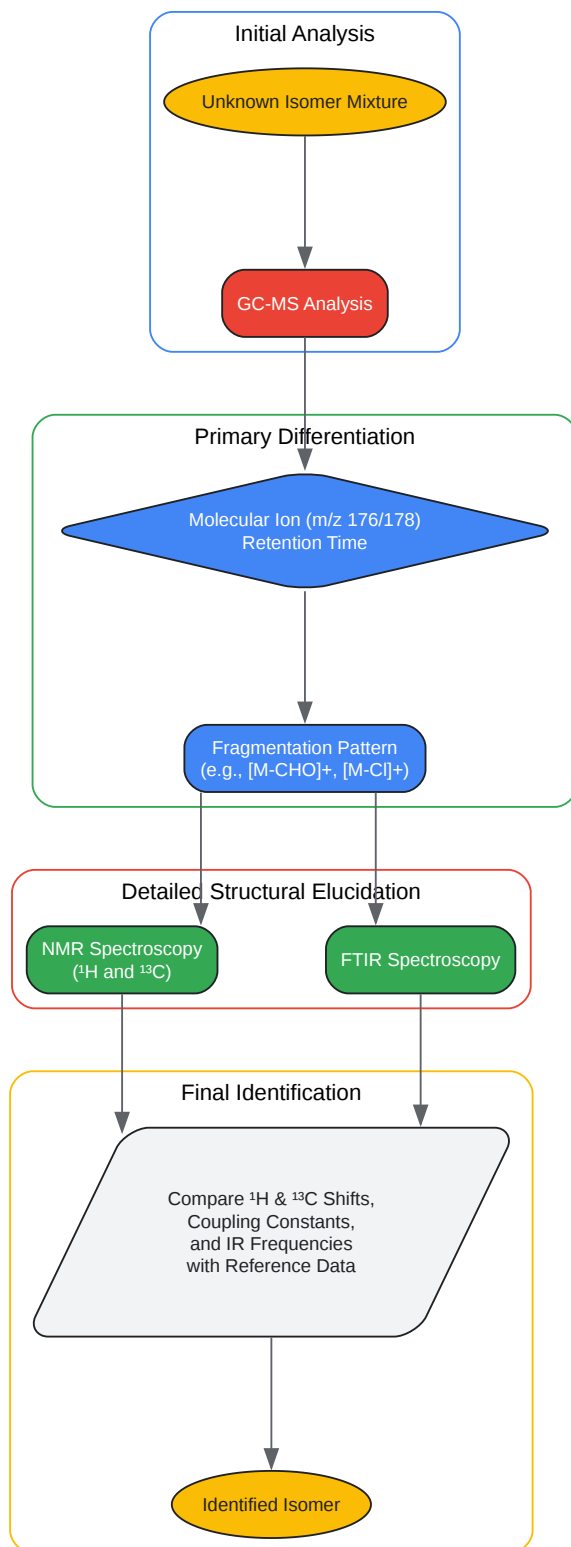 Initial Analysis
Unknown Isomer Mixture
GC-MS Analysis
Primary Differentiation
Molecular Ion (m/z 176/178)
Retention Time
Fragmentation Pattern
(e.g., [M-CHO]+, [M-Cl]+)
Detailed Structural Elucidation
NMR Spectroscopy
(¹H and ¹³C)
FTIR Spectroscopy
Final Identification
Compare ¹H & ¹³C Shifts,
Coupling Constants,
and IR Frequencies
with Reference Data
Identified Isomer